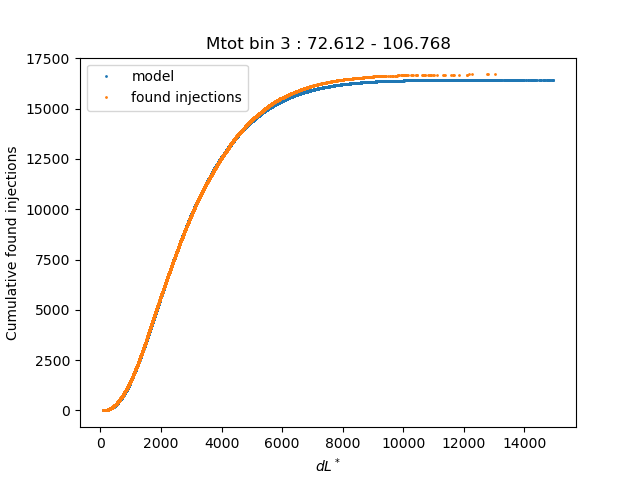 Mtot bin 3 : 72.612 - 106.768
17500
15000
12500
10000
7500
5000
2500
0
Cumulative found injections
model
found injections
0 2000 4000 6000 8000 10000 12000 14000
dL*